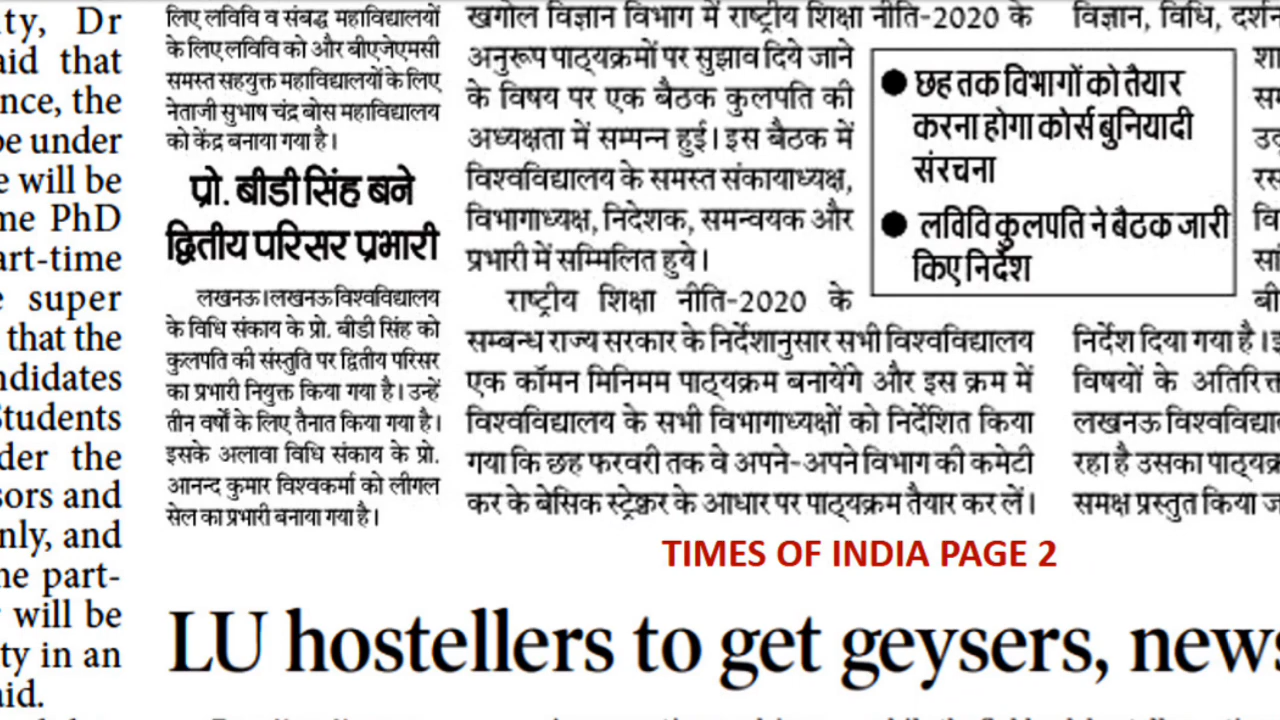 ty, Dr
aid that
nce, the
be under
e will be
me PhD
art-time
super
that the
ndidates
Students
der the
sors and
nly, and
ne part-
will be
ty in an
aid.
लिए लविवि व संबद्ध महाविद्यालयों
के लिए लविवि को और बीएजेएमसी
समस्त सहयुक्त महाविद्यालयों के लिए
नेताजी सुभाष चंद्र बोस महाविद्यालय
को केंद्र बनाया गया है।
प्रो. बीडी सिंह बने
द्वितीय परिसर प्रभारी
लखनऊ। लखनऊ विश्वविद्यालय
के विधि संकाय के प्रो. बीडी सिंह को
कुलपति की संस्तुति पर द्वितीय परिसर
का प्रभारी नियुक्त किया गया है। उन्हें
तीन वर्षों के लिए तैनात किया गया है।
इसके अलावा विधि संकाय के प्रो.
आनन्द कुमार विश्वकर्मा को लीगल
सेल का प्रभारी बनाया गया है।
खगोल विज्ञान विभाग में राष्ट्रीय शिक्षा नीति-2020 के
अनुरूप पाठ्यक्रमों पर सुझाव दिये जाने
के विषय पर एक बैठक कुलपति की
अध्यक्षता में सम्पन्न हुई। इस बैठक में
विश्वविद्यालय के समस्त संकायाध्यक्ष,
विभागाध्यक्ष, निदेशक, समन्वयक और
प्रभारी में सम्मिलित हुये।
राष्ट्रीय शिक्षा नीति-2020 के
सम्बन्ध राज्य सरकार के निर्देशानुसार सभी विश्वविद्यालय
एक कॉमन मिनिमम पाठ्यक्रम बनायेंगे और इस क्रम में
विश्वविद्यालय के सभी विभागाध्यक्षों को निर्देशित किया
गया कि छह फरवरी तक वे अपने-अपने विभाग की कमेटी
कर के बेसिक स्ट्रेक्चर के आधार पर पाठ्यक्रम तैयार कर लें।
● छह तक विभागों को तैयार
करना होगा कोर्स बुनियादी
संरचना
● लविवि कुलपति ने बैठक जारी
किए निर्देश
विज्ञान, विधि, दर्शन
निर्देश दिया गया है।
विषयों के अतिरिक्त
लखनऊ विश्वविद्या
रहा है उसका पाठ्यक्र
समक्ष प्रस्तुत किया ज
TIMES OF INDIA PAGE 2
LU hostellers to get geysers, news